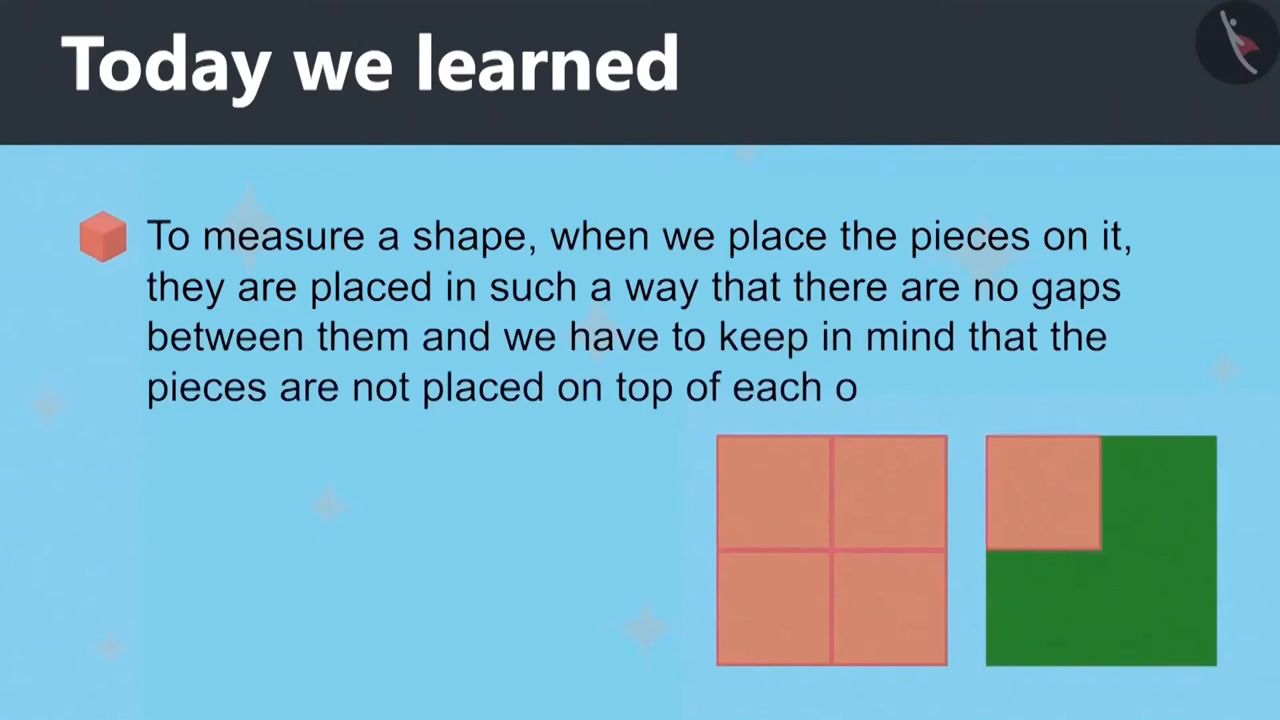 Today we learned
To measure a shape, when we place the pieces on it,
they are placed in such a way that there are no gaps
between them and we have to keep in mind that the
pieces are not placed on top of each o